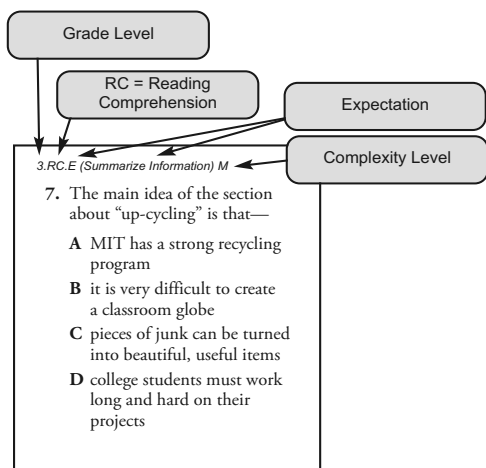 Grade Level
RC = Reading
Comprehension
Expectation
Complexity Level
3.RC.E (Summarize Information) M
7. The main idea of the section
about “up-cycling” is that—
A MIT has a strong recycling
program
B it is very difficult to create
a classroom globe
C pieces of junk can be turned
into beautiful, useful items
D college students must work
long and hard on their
projects